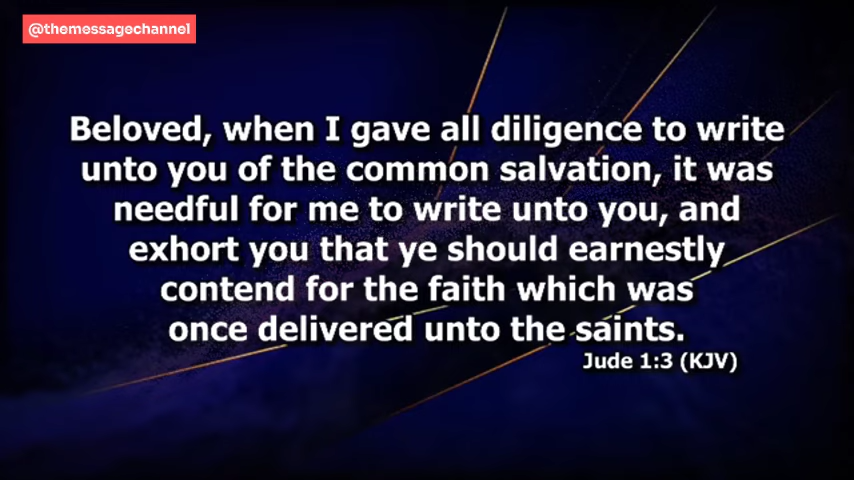 @themessagechannel
Beloved, when I gave all diligence to write
unto you of the common salvation, it was
needful for me to write unto you, and
exhort you that ye should earnestly
contend for the faith which was
once delivered unto the saints.
Jude 1:3 (KJV)